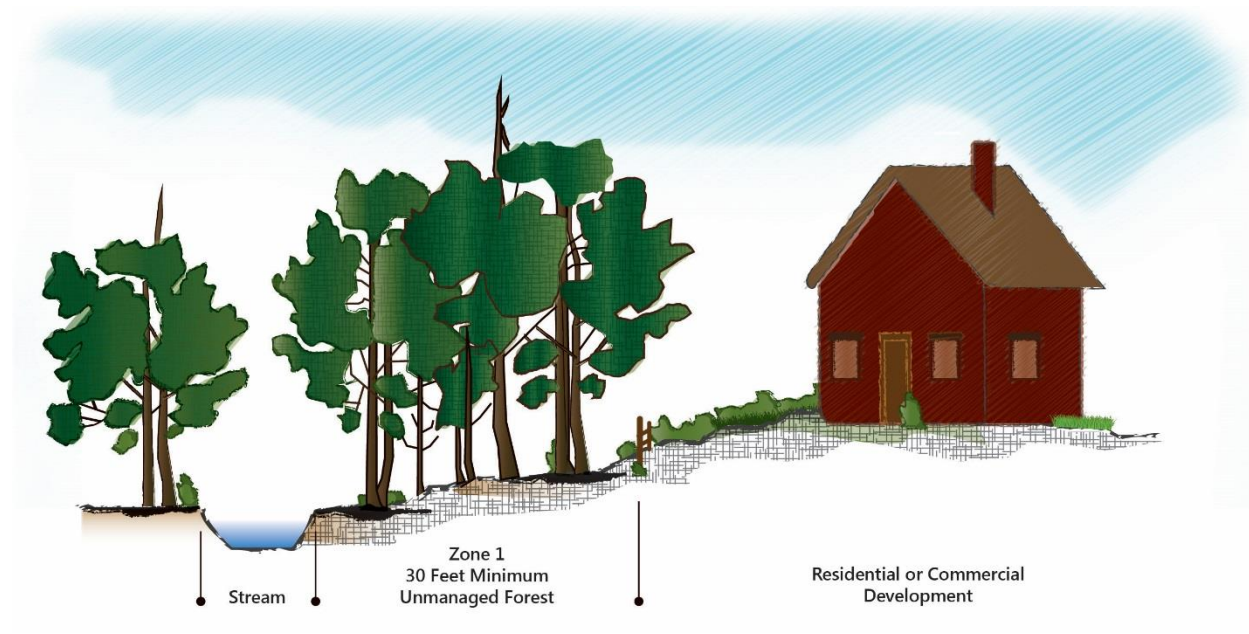 Stream
Zone 1
30 Feet Minimum
Unmanaged Forest
Residential or Commercial
Development